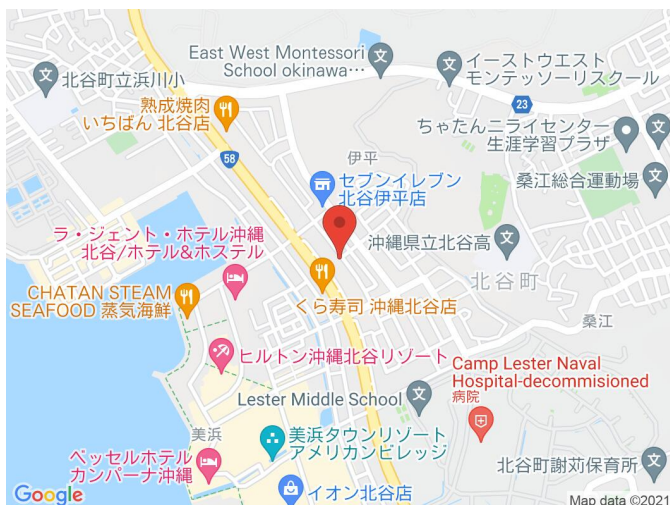 East West Montessori
School okinawa…
イーストウエスト
モンテッソーリスクール
北谷町立浜川小
熟成焼肉
いちばん 北谷店
23
ちゃたんニライセンター
生涯学習プラザ
58
伊平
セブンイレブン
北谷伊平店
桑江総合運動場
ラ・ジェント・ホテル沖縄
北谷/ホテル&ホステル
沖縄県立北谷高
北谷町
CHATAN STEAM
SEAFOOD 蒸気海鮮
くら寿司 沖縄北谷店
桑江
ヒルトン沖縄北谷リゾート
Camp Lester Naval
Hospital-decommisioned
病院
Lester Middle School
美浜
美浜タウンリゾート
アメリカンビレッジ
ベッセルホテル
カンパーナ沖縄
北谷町謝苅保育所
イオン北谷店
Google
Map data ©2021